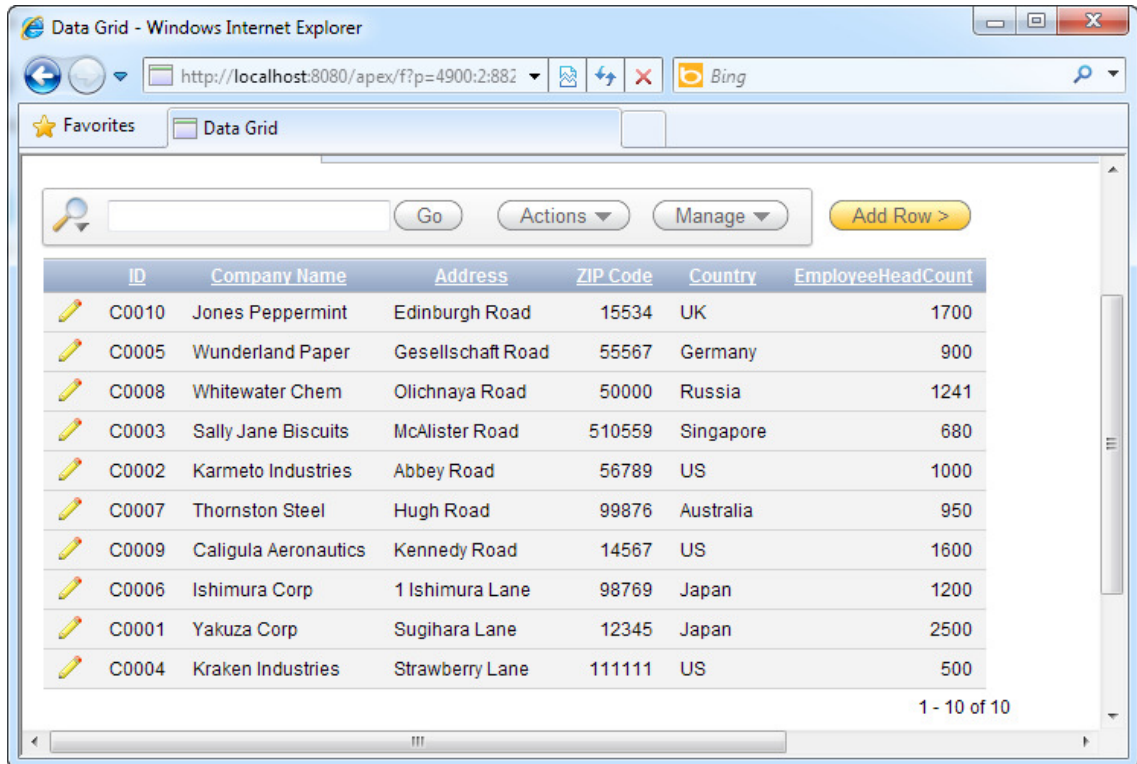 Data Grid - Windows Internet Explorer
http://localhost:8080/apex/f?p=4900:2:882 Bing
Favorites Data Grid
Go Actions Manage Add Row >
ID Company Name Address ZIP Code Country EmployeeHeadCount
C0010 Jones Peppermint Edinburgh Road 15534 UK 1700
C0005 Wunderland Paper Gesellschaft Road 55567 Germany 900
C0008 Whitewater Chem Olichnaya Road 50000 Russia 1241
C0003 Sally Jane Biscuits McAlister Road 510559 Singapore 680
C0002 Karmeto Industries Abbey Road 56789 US 1000
C0007 Thornston Steel Hugh Road 99876 Australia 950
C0009 Caligula Aeronautics Kennedy Road 14567 US 1600
C0006 Ishimura Corp 1 Ishimura Lane 98769 Japan 1200
C0001 Yakuza Corp Sugihara Lane 12345 Japan 2500
C0004 Kraken Industries Strawberry Lane 111111 US 500
1 - 10 of 10